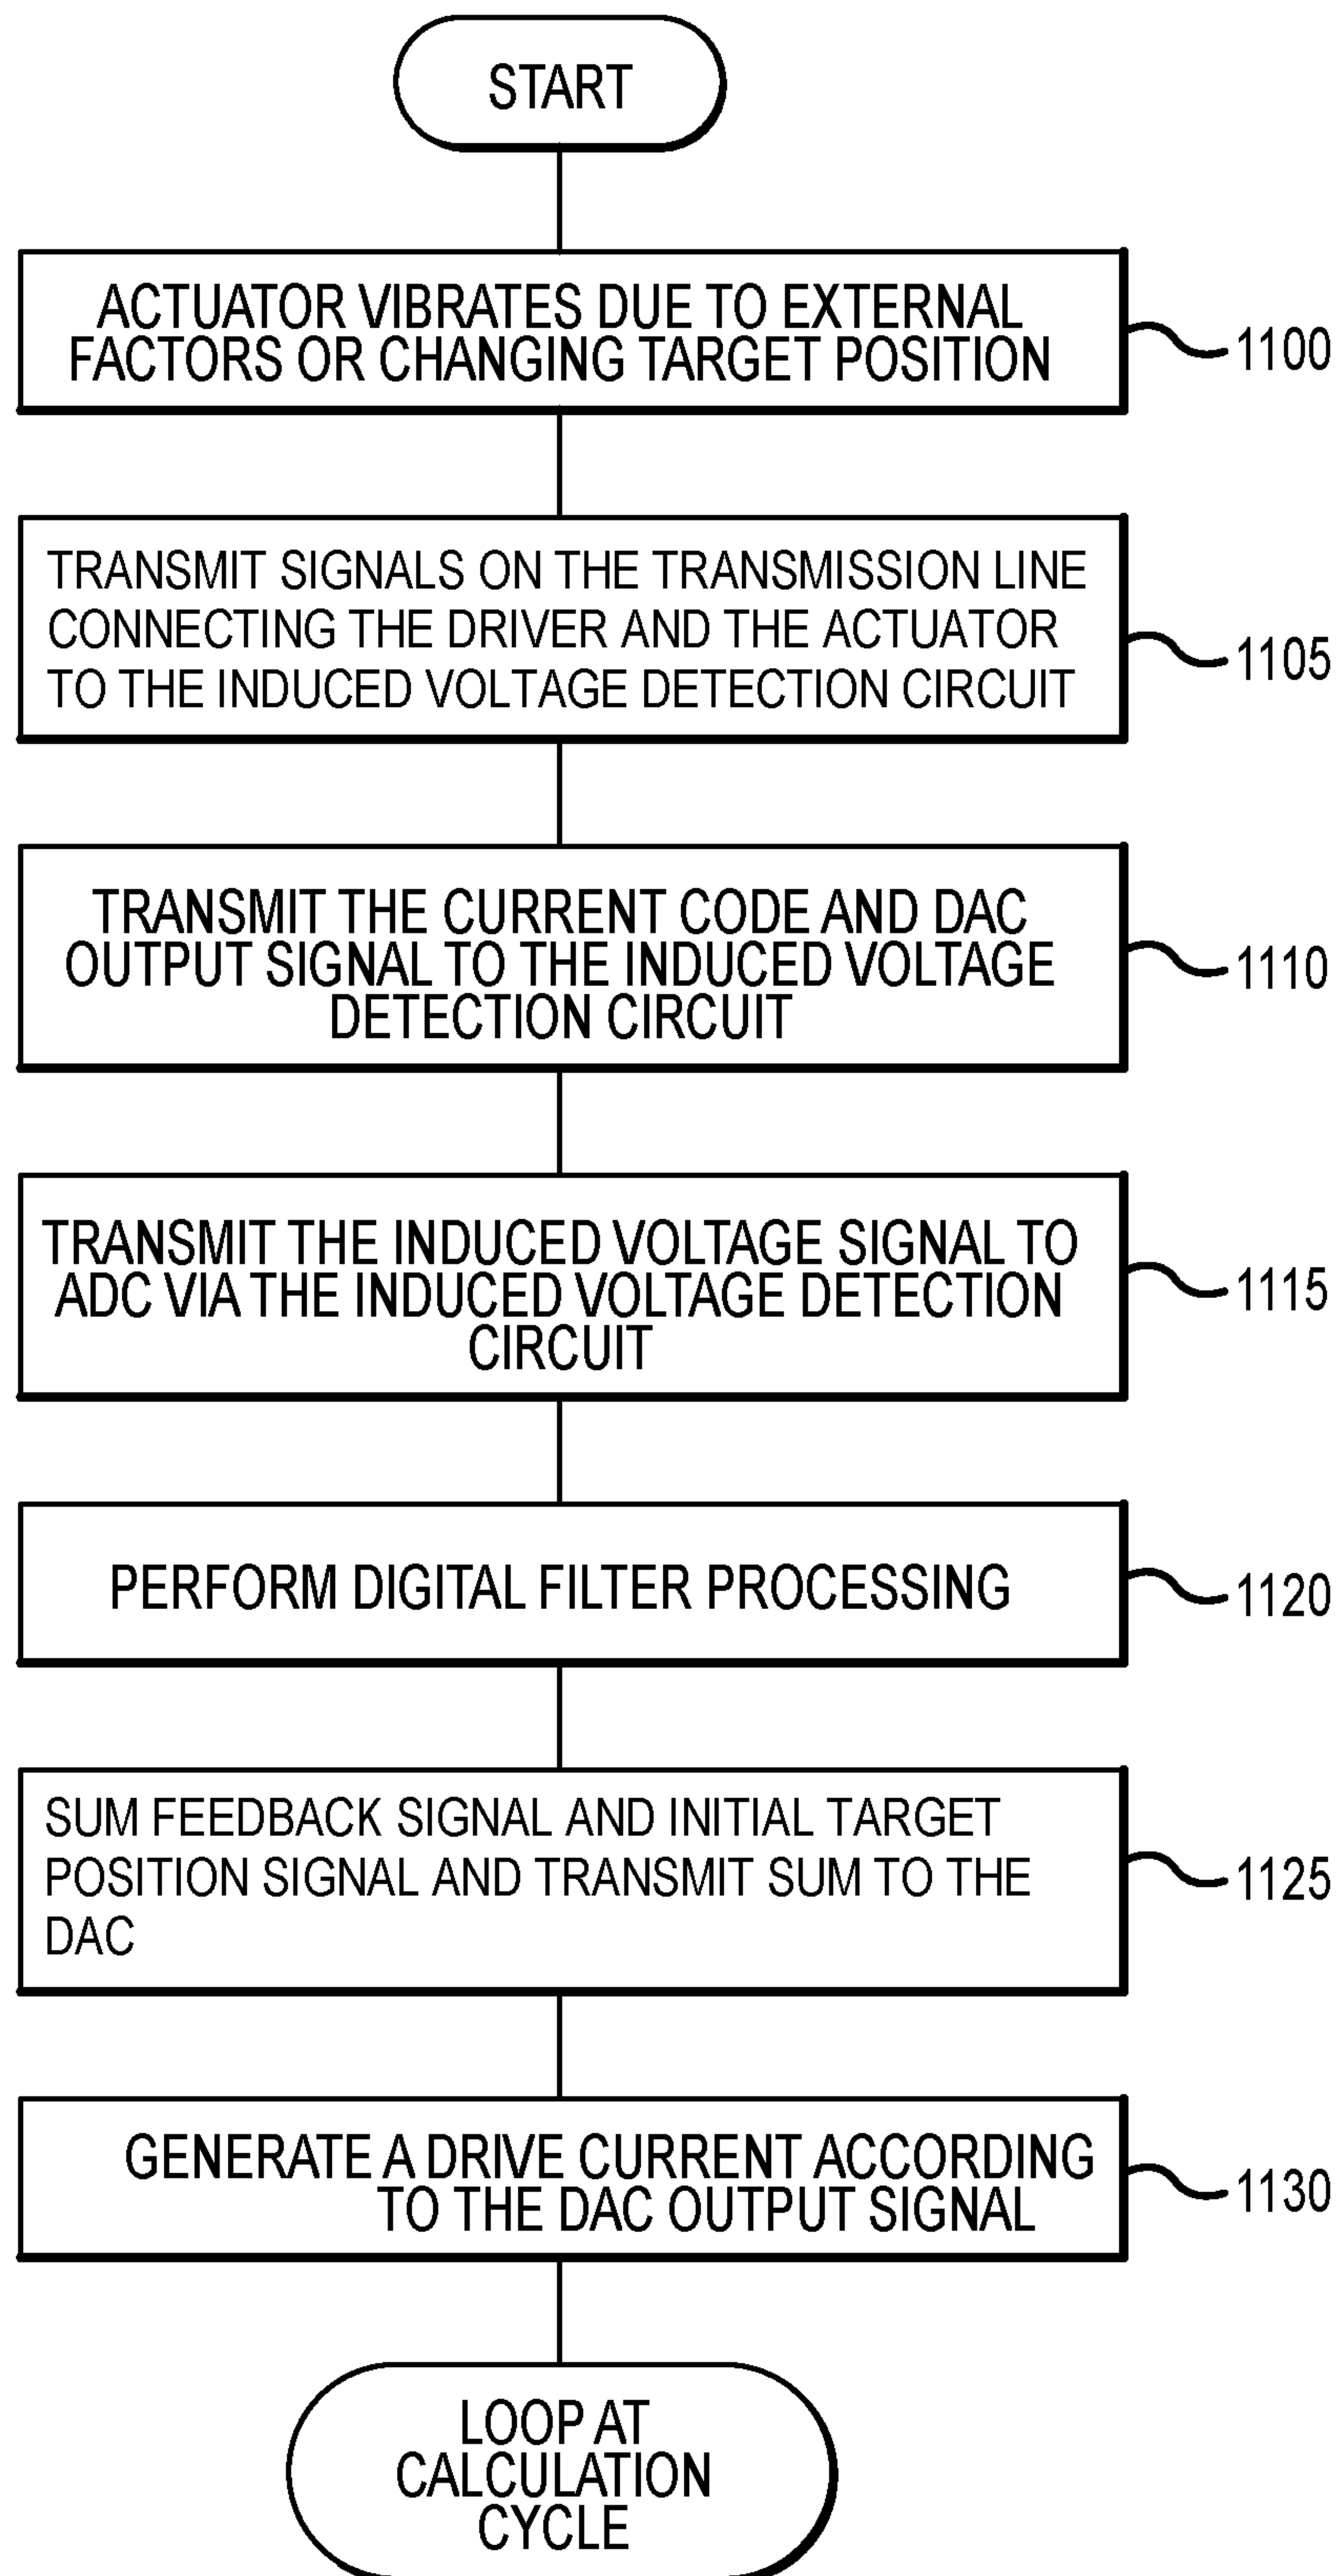 START
ACTUATOR VIBRATES DUE TO EXTERNAL
FACTORS OR CHANGING TARGET POSITION
1100
TRANSMIT SIGNALS ON THE TRANSMISSION LINE
CONNECTING THE DRIVER AND THE ACTUATOR
TO THE INDUCED VOLTAGE DETECTION CIRCUIT
1105
TRANSMIT THE CURRENT CODE AND DAC
OUTPUT SIGNAL TO THE INDUCED VOLTAGE
DETECTION CIRCUIT
1110
TRANSMIT THE INDUCED VOLTAGE SIGNAL TO
ADC VIA THE INDUCED VOLTAGE DETECTION
CIRCUIT
1115
PERFORM DIGITAL FILTER PROCESSING
1120
SUM FEEDBACK SIGNAL AND INITIAL TARGET
POSITION SIGNAL AND TRANSMIT SUM TO THE
DAC
1125
GENERATE A DRIVE CURRENT ACCORDING
TO THE DAC OUTPUT SIGNAL
1130
LOOP AT
CALCULATION
CYCLE